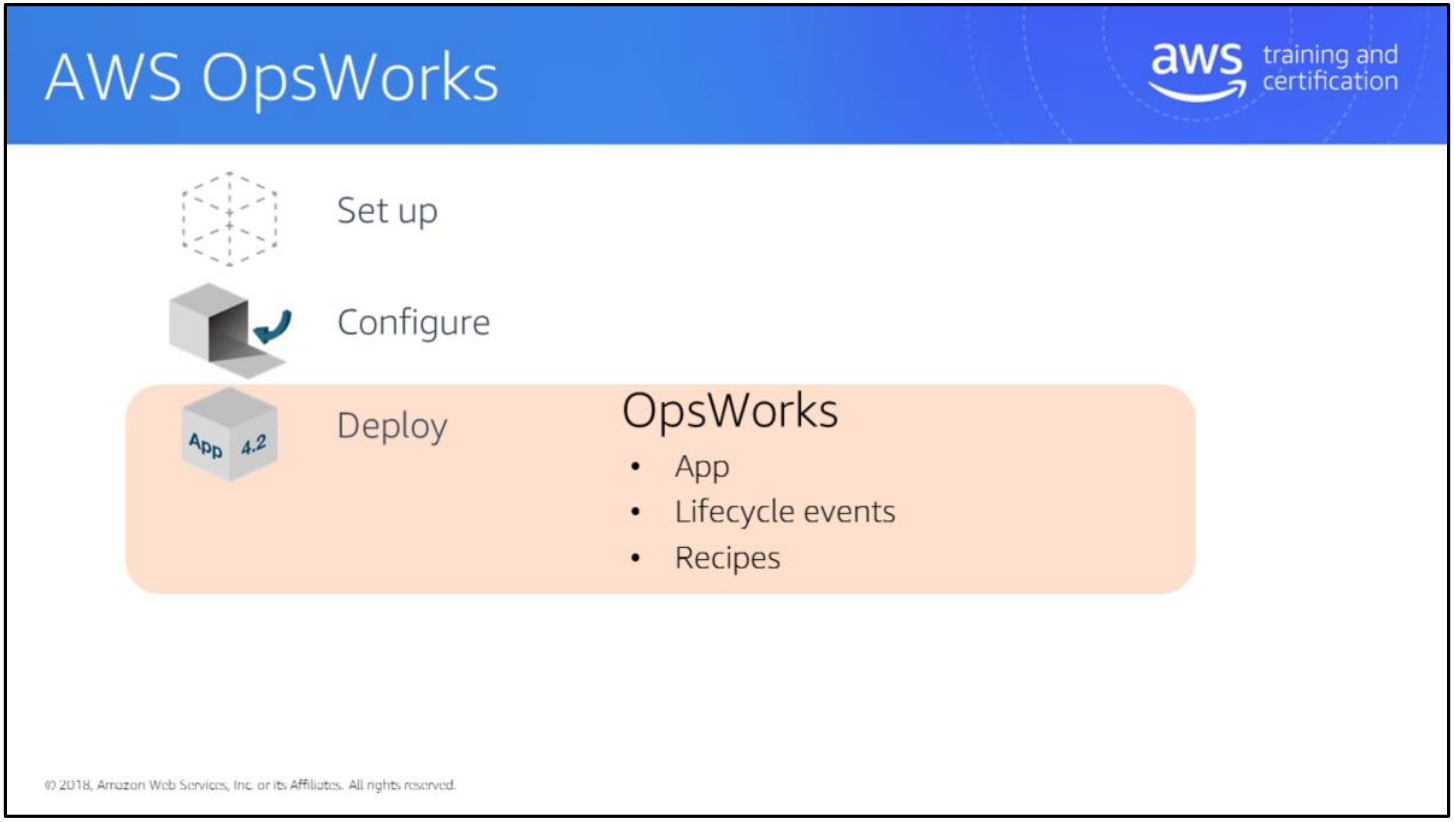 AWS OpsWorks
aws training and
certification
Set up
Configure
App 4.2
Deploy
OpsWorks
• App
• Lifecycle events
• Recipes
© 2018, Amazon Web Services, Inc. or its Affiliates. All rights reserved.